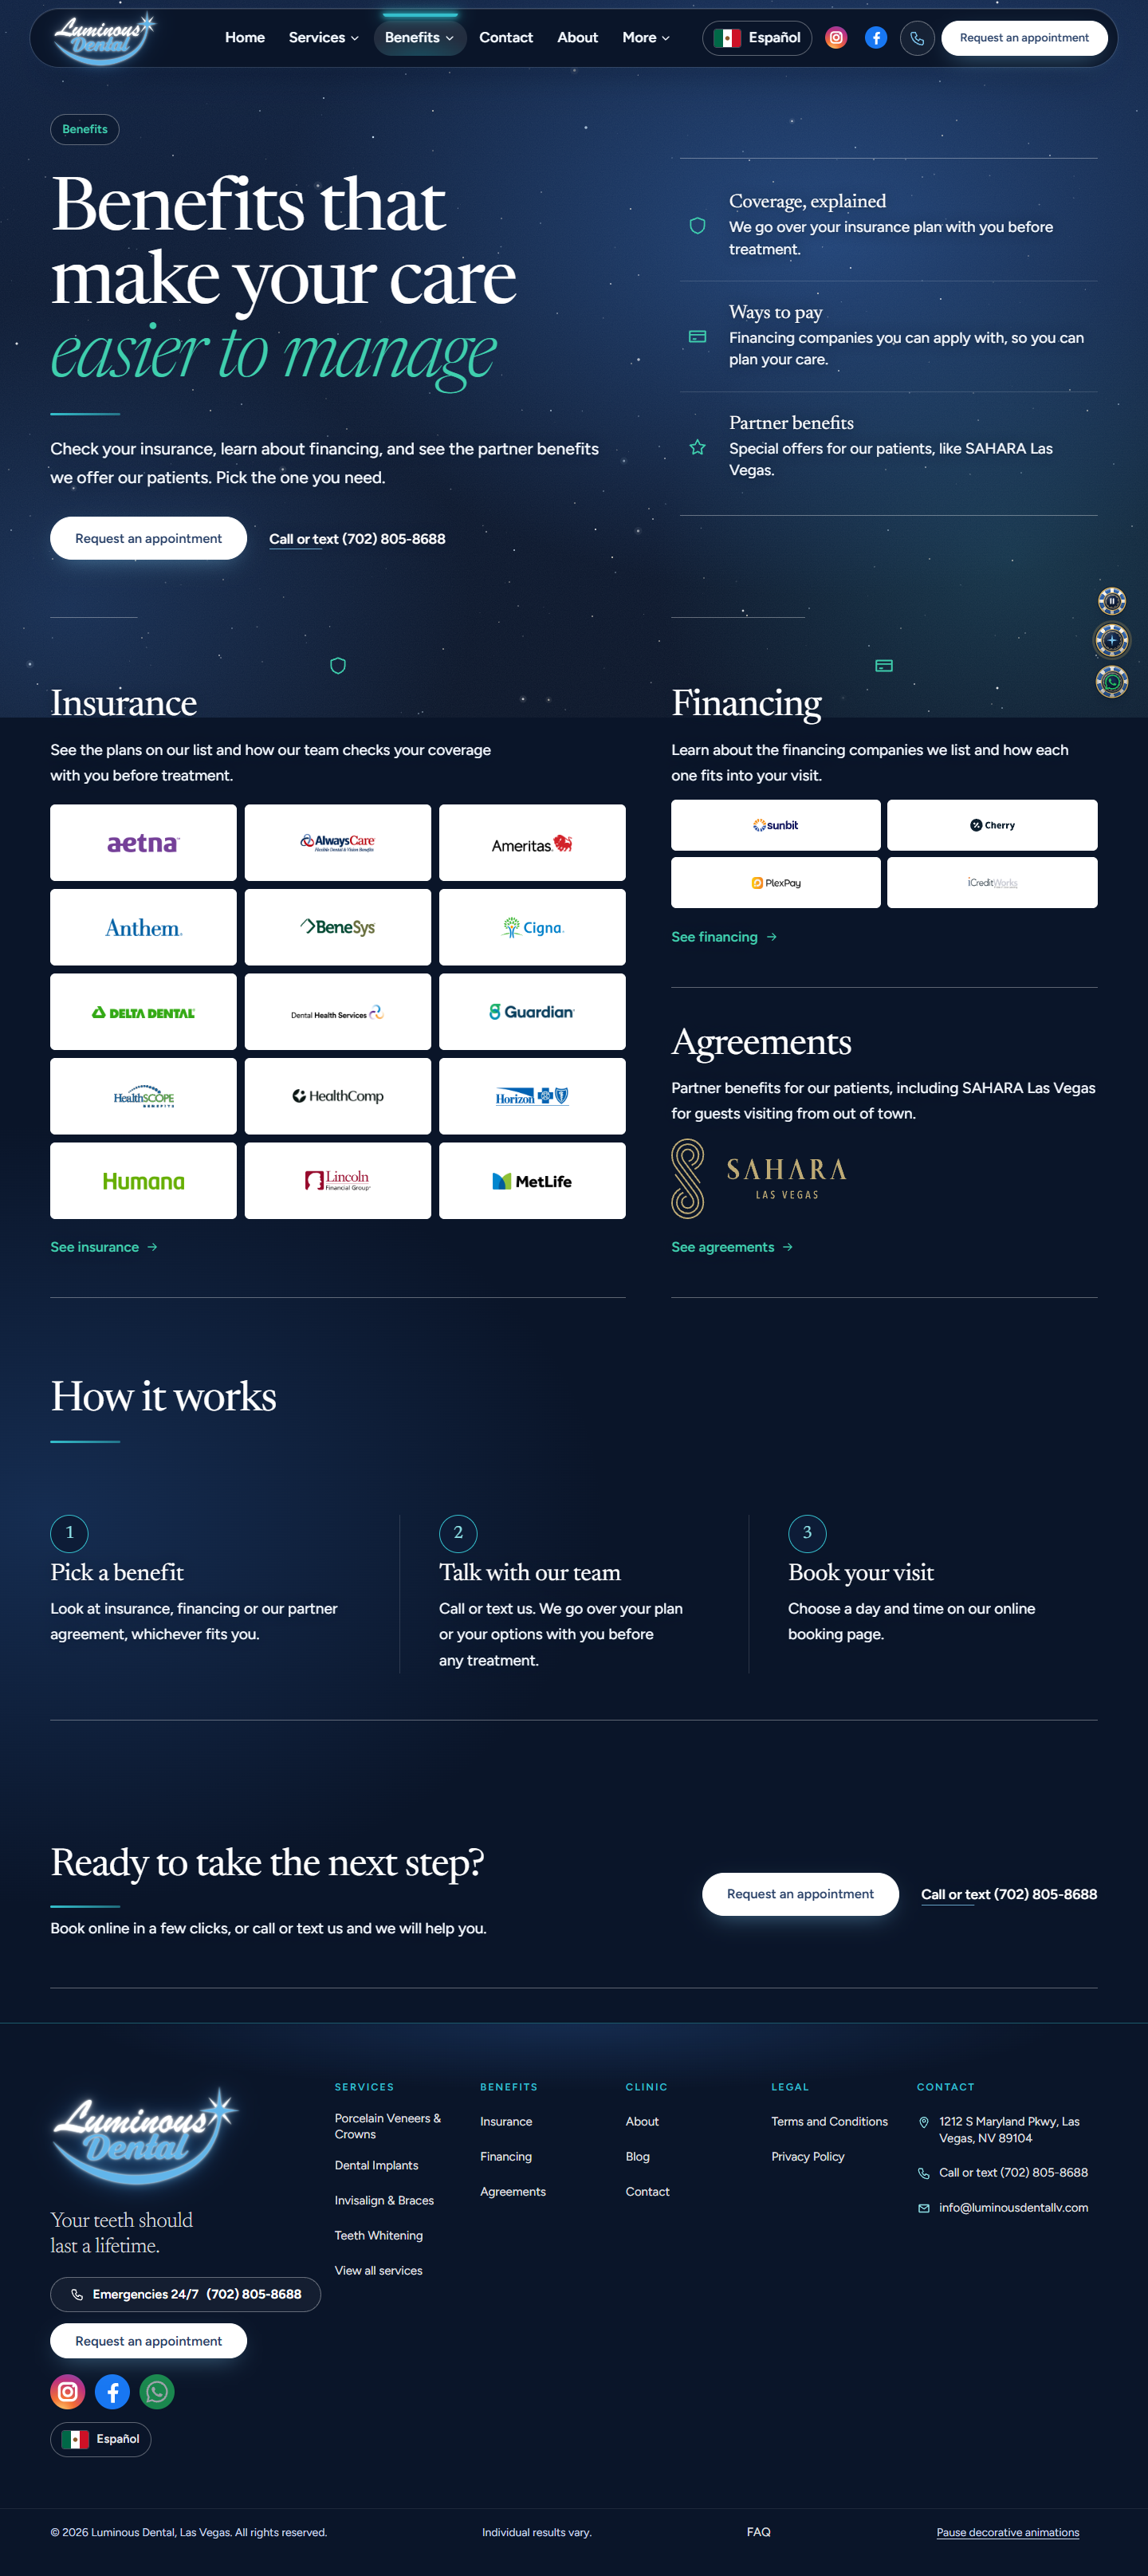 Luminous
Dental
Home
Services
Benefits
Contact
About
More
Español
Request an appointment
Benefits
Benefits that
make your care
easier to manage
Check your insurance, learn about financing, and see the partner benefits
we offer our patients. Pick the one you need.
Request an appointment
Call or text (702) 805-8688
Coverage, explained
We go over your insurance plan with you before
treatment.
Ways to pay
Financing companies you can apply with, so you can
plan your care.
Partner benefits
Special offers for our patients, like SAHARA Las
Vegas.
Insurance
See the plans on our list and how our team checks your coverage
with you before treatment.
aetna
AlwaysCare
Flexible Dental & Vision Benefits
Ameritas
Anthem
BeneSys
Cigna
DELTA DENTAL
Dental Health Services
Guardian
HealthSCOPE
BENEFITS
HealthComp
Horizon
Humana
Lincoln
Financial Group
MetLife
See insurance
Financing
Learn about the financing companies we list and how each
one fits into your visit.
sunbit
Cherry
PlexPay
iCreditWorks
See financing
Agreements
Partner benefits for our patients, including SAHARA Las Vegas
for guests visiting from out of town.
SAHARA
LAS VEGAS
See agreements
How it works
1
Pick a benefit
Look at insurance, financing or our partner
agreement, whichever fits you.
2
Talk with our team
Call or text us. We go over your plan
or your options with you before
any treatment.
3
Book your visit
Choose a day and time on our online
booking page.
Ready to take the next step?
Book online in a few clicks, or call or text us and we will help you.
Request an appointment
Call or text (702) 805-8688
Luminous
Dental
Your teeth should
last a lifetime.
Emergencies 24/7 (702) 805-8688
Request an appointment
Español
SERVICES
Porcelain Veneers &
Crowns
Dental Implants
Invisalign & Braces
Teeth Whitening
View all services
BENEFITS
Insurance
Financing
Agreements
CLINIC
About
Blog
Contact
LEGAL
Terms and Conditions
Privacy Policy
CONTACT
1212 S Maryland Pkwy, Las
Vegas, NV 89104
Call or text (702) 805-8688
info@luminousdentallv.com
© 2026 Luminous Dental, Las Vegas. All rights reserved.
Individual results vary.
FAQ
Pause decorative animations